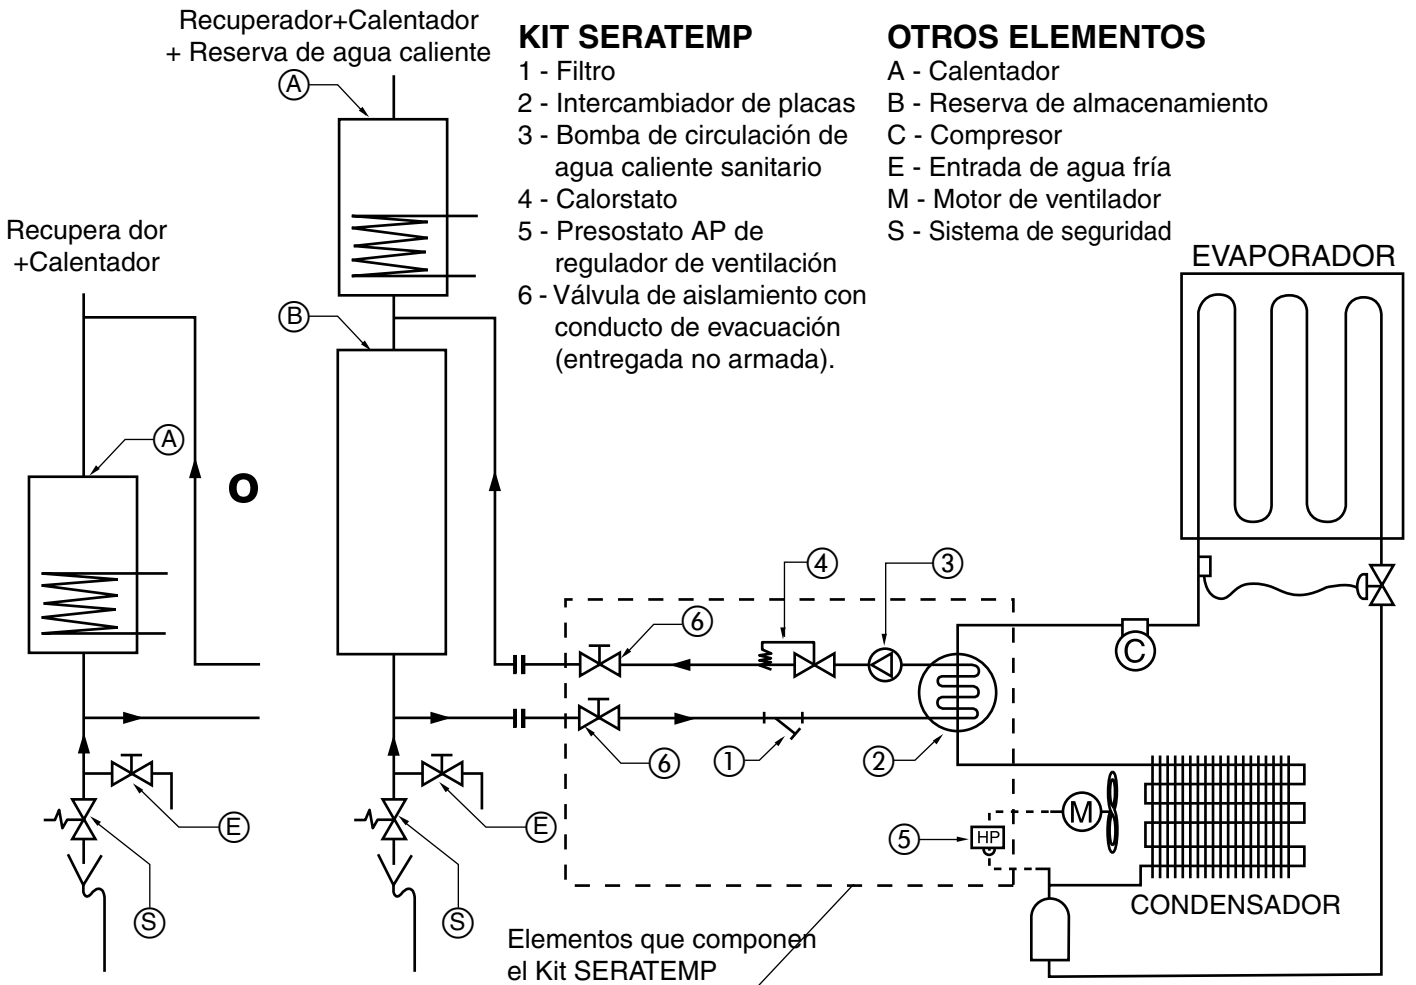 Recuperador+Calentador
+ Reserva de agua caliente
KIT SERATEMP
1 - Filtro
2 - Intercambiador de placas
3 - Bomba de circulación de
agua caliente sanitario
4 - Calorstato
5 - Presostato AP de
regulador de ventilación
6 - Válvula de aislamiento con
conducto de evacuación
(entregada no armada).
OTROS ELEMENTOS
A - Calentador
B - Reserva de almacenamiento
C - Compresor
E - Entrada de agua fría
M - Motor de ventilador
S - Sistema de seguridad
EVAPORADOR
Recupera dor
+Calentador
A
B
A
O
4
3
6
C
6
1
2
M
5
HP
E
E
S
S
CONDENSADOR
Elementos que componen
el Kit SERATEMP